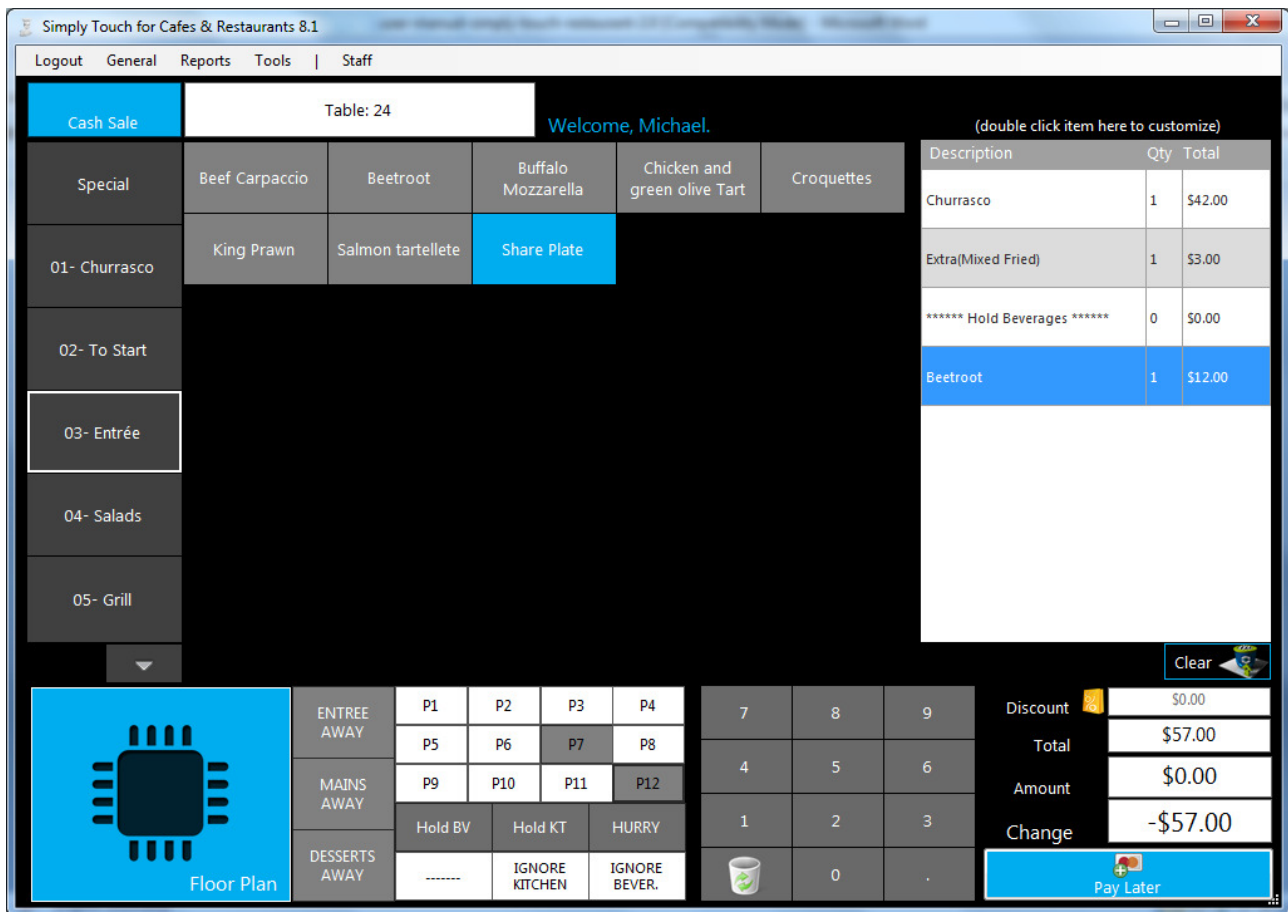 Simply Touch for Cafes & Restaurants 8.1
Logout General Reports Tools | Staff
Cash Sale
Table: 24
Welcome, Michael.
(double click item here to customize)
Special
01- Churrasco
02- To Start
03- Entrée
04- Salads
05- Grill
Beef Carpaccio
Beetroot
Buffalo
Mozzarella
Chicken and
green olive Tart
Croquettes
King Prawn
Salmon tartellete
Share Plate
Description Qty Total
Churrasco 1 $42.00
Extra(Mixed Fried) 1 $3.00
****** Hold Beverages ****** 0 $0.00
Beetroot 1 $12.00
Clear
Floor Plan
ENTREE
AWAY
MAINS
AWAY
DESSERTS
AWAY
P1 P2 P3 P4
P5 P6 P7 P8
P9 P10 P11 P12
Hold BV Hold KT HURRY
-------
IGNORE
KITCHEN
IGNORE
BEVER.
7 8 9
4 5 6
1 2 3
0 .
Discount $0.00
Total $57.00
Amount $0.00
Change -$57.00
Pay Later